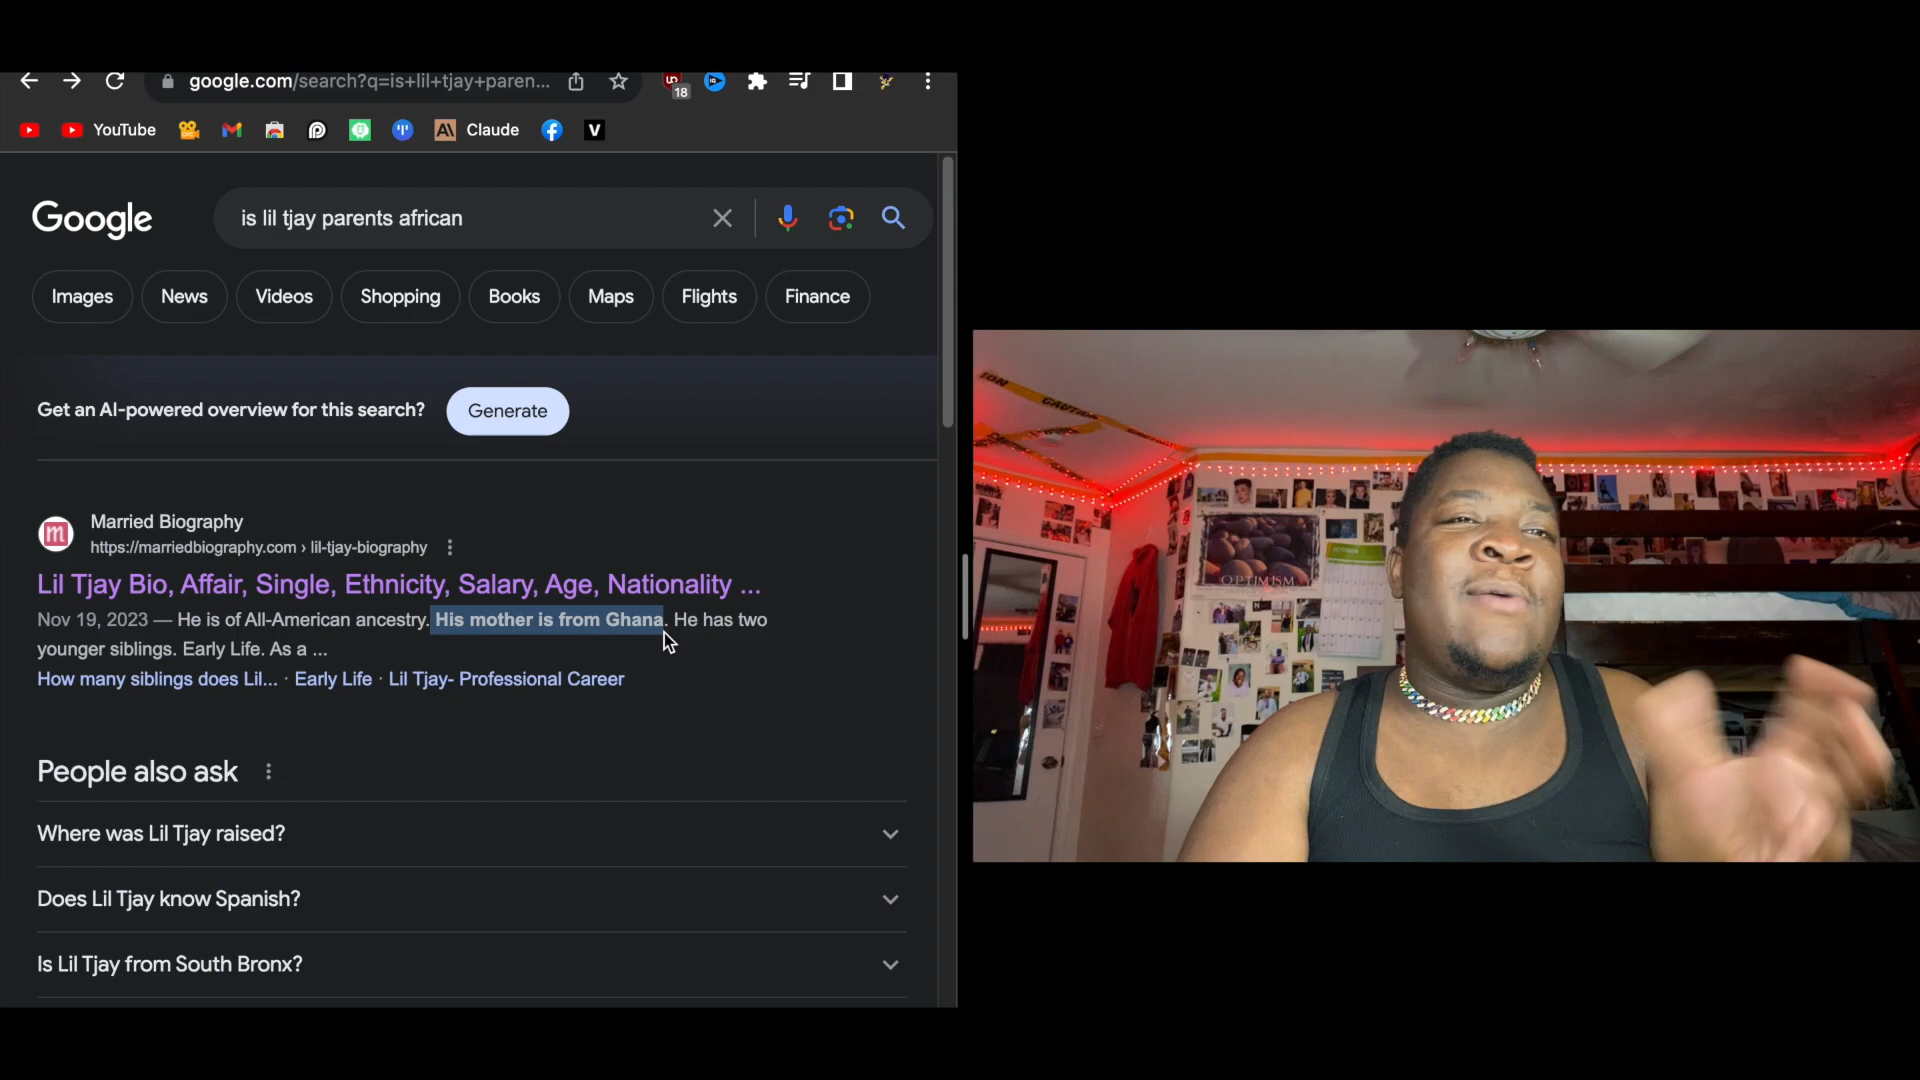 google.com/search?q=is+lil+tjay+paren...
18
YouTube
Claude
V
Google
is lil tjay parents african
Images
News
Videos
Shopping
Books
Maps
Flights
Finance
Get an AI-powered overview for this search?
Generate
m
Married Biography
https://marriedbiography.com › lil-tjay-biography
Lil Tjay Bio, Affair, Single, Ethnicity, Salary, Age, Nationality ...
Nov 19, 2023 — He is of All-American ancestry. His mother is from Ghana. He has two
younger siblings. Early Life. As a ...
How many siblings does Lil... · Early Life · Lil Tjay- Professional Career
People also ask
Where was Lil Tjay raised?
Does Lil Tjay know Spanish?
Is Lil Tjay from South Bronx?
CAUTION
OPTIMISM
OCTOBER